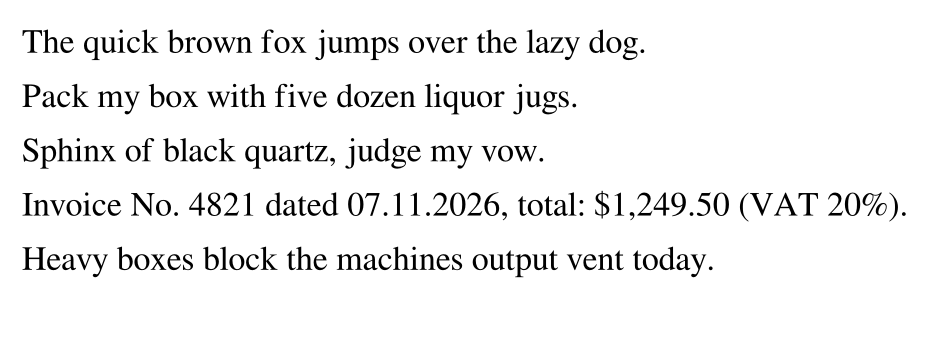 The quick brown fox jumps over the lazy dog.
Pack my box with five dozen liquor jugs.
Sphinx of black quartz, judge my vow.
Invoice No. 4821 dated 07.11.2026, total: $1,249.50 (VAT 20%).
Heavy boxes block the machines output vent today.